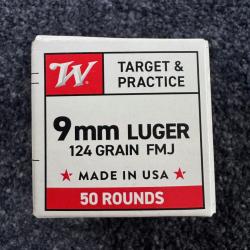 W
TARGET &
PRACTICE
9mm LUGER
124 GRAIN FMJ
★ MADE IN USA ★
50 ROUNDS